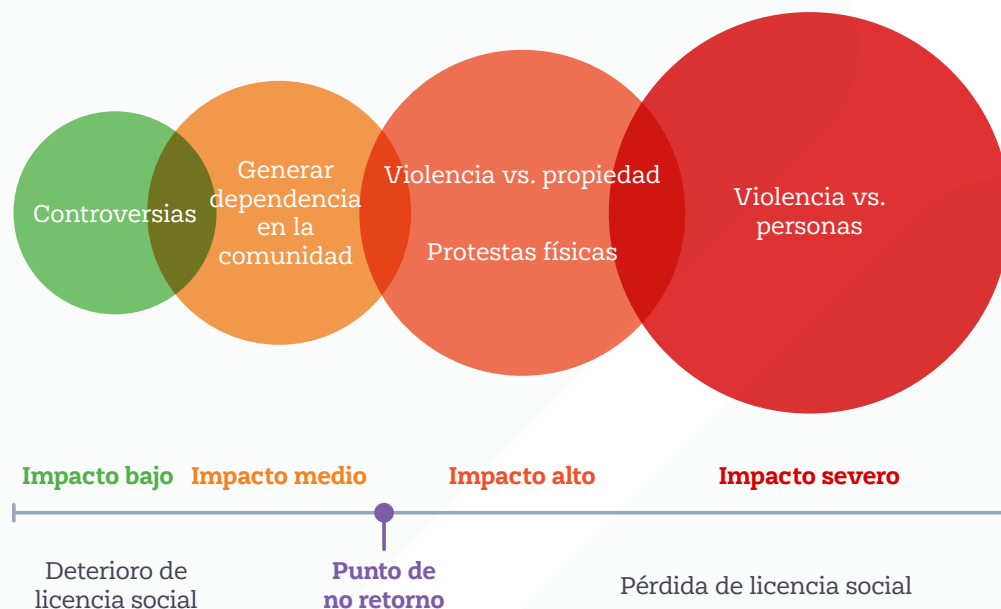 Controversias
Generar
dependencia
en la
comunidad
Violencia vs. propiedad
Protestas físicas
Violencia vs.
personas
Impacto bajo
Impacto medio
Impacto alto
Impacto severo
Deterioro de
licencia social
Punto de
no retorno
Pérdida de licencia social